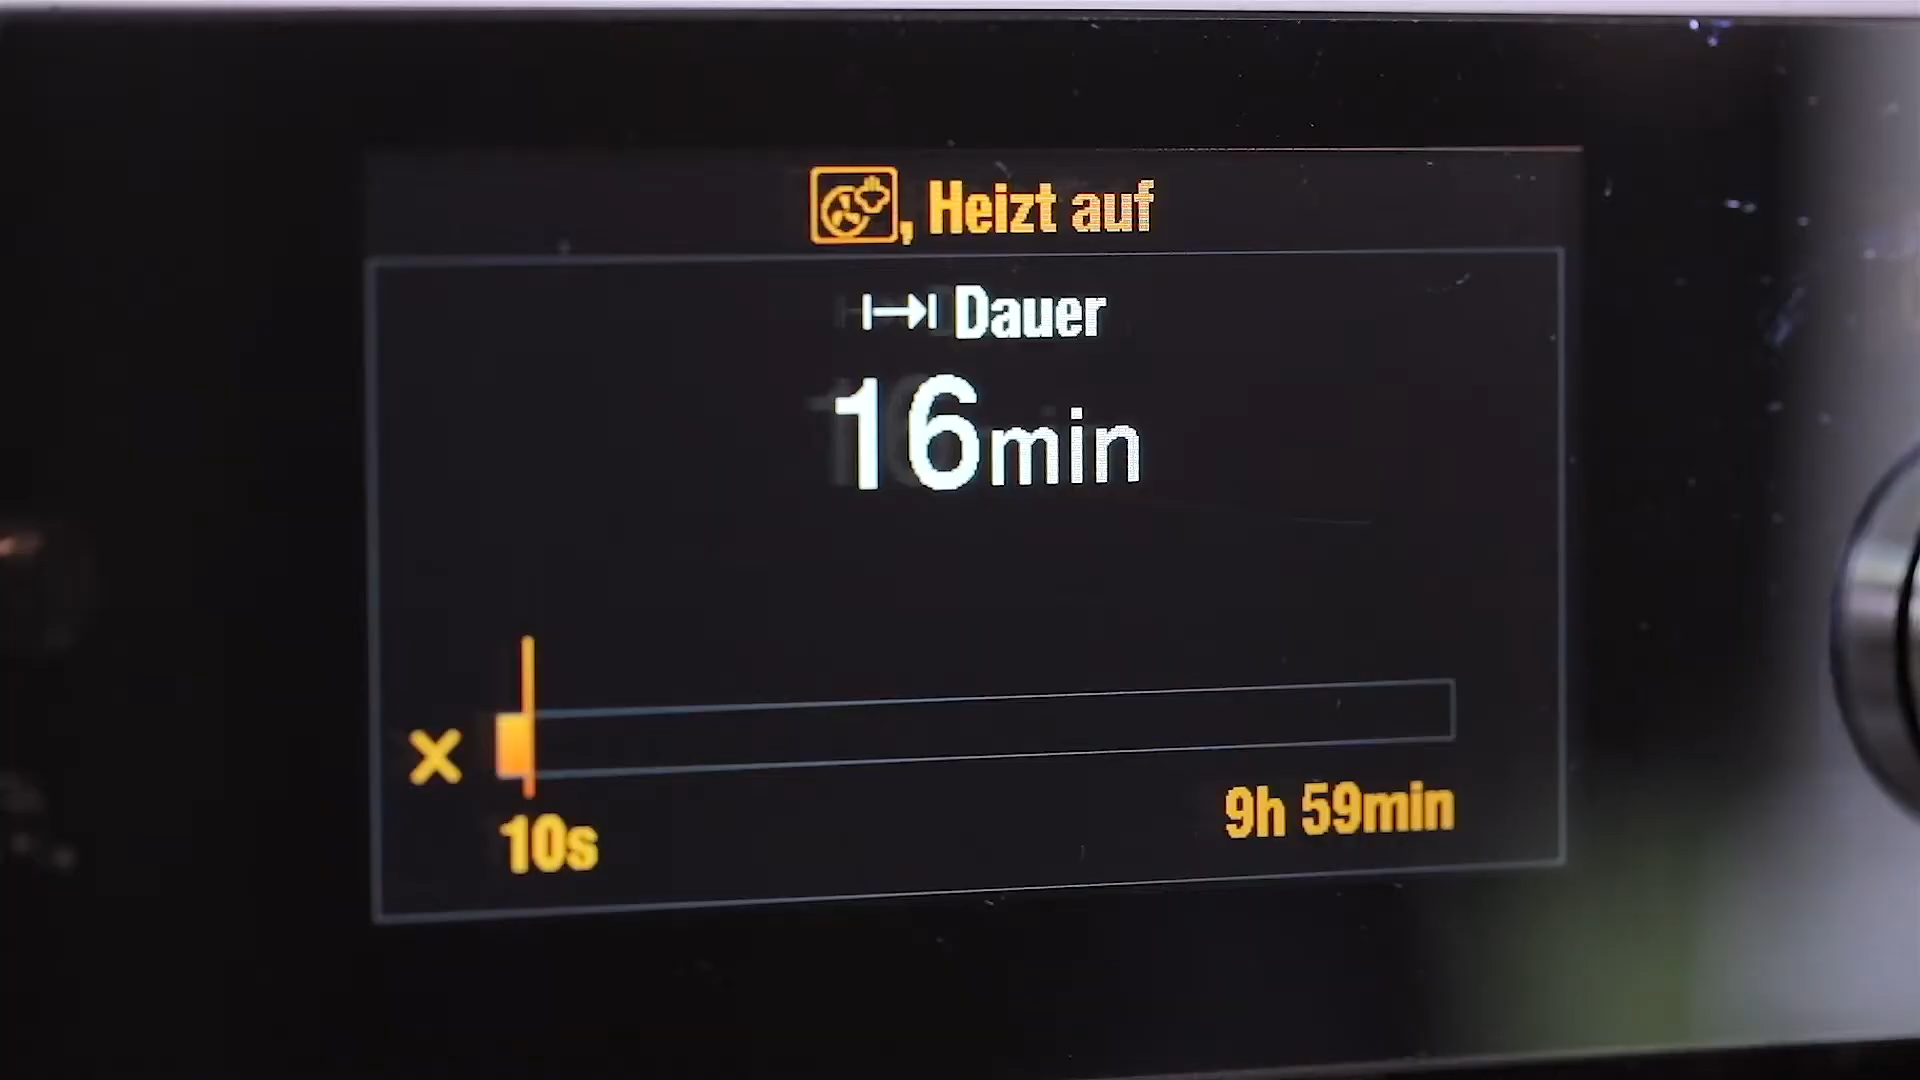 , Heizt auf
Dauer
16min
10s
9h 59min